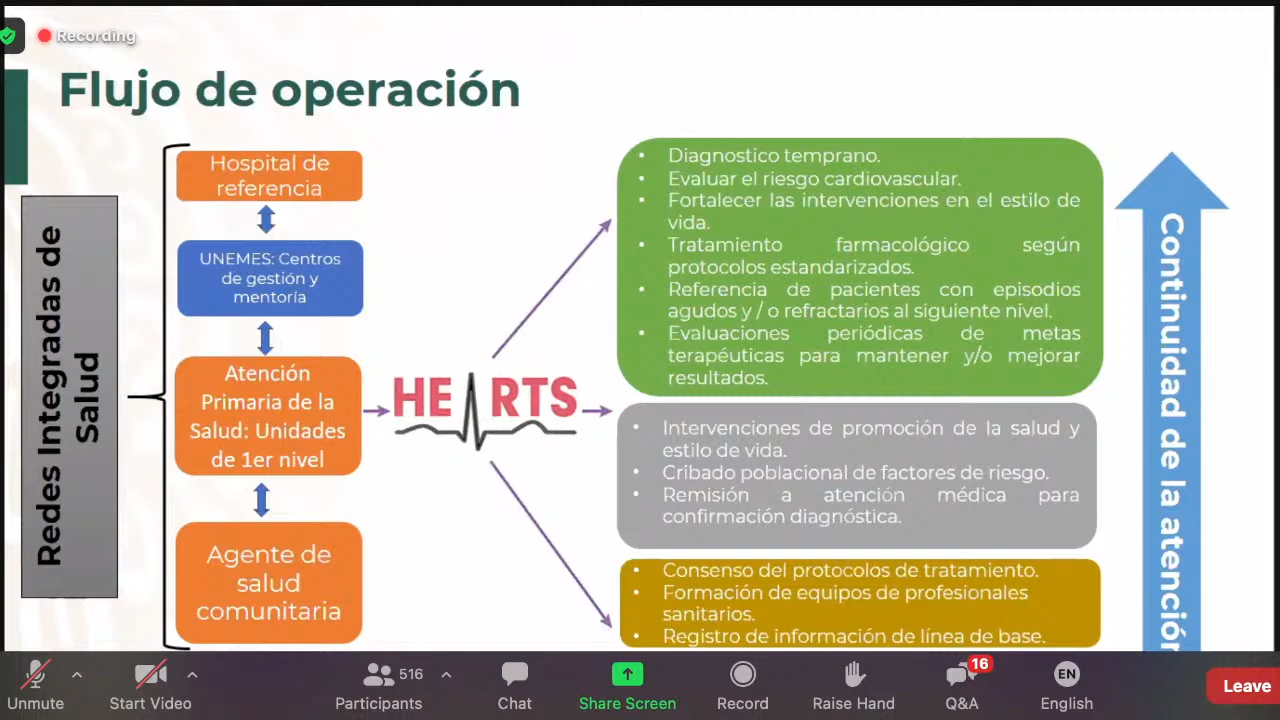 Recording
Flujo de operación
Redes Integradas de
Salud
Hospital de
referencia
UNEMES: Centros
de gestión y
mentoría
Atención
Primaria de la
Salud: Unidades
de 1er nivel
Agente de
salud
comunitaria
HE RTS
• Diagnostico temprano.
• Evaluar el riesgo cardiovascular.
• Fortalecer las intervenciones en el estilo de
vida.
• Tratamiento farmacológico según
protocolos estandarizados.
• Referencia de pacientes con episodios
agudos y / o refractarios al siguiente nivel.
• Evaluaciones periódicas de metas
terapéuticas para mantener y/o mejorar
resultados.
• Intervenciones de promoción de la salud y
estilo de vida.
• Cribado poblacional de factores de riesgo.
• Remisión a atención médica para
confirmación diagnóstica.
• Consenso del protocolos de tratamiento.
• Formación de equipos de profesionales
sanitarios.
• Registro de información de línea de base.
Continuidad de la atención
Unmute
Start Video
516
Participants
Chat
Share Screen
Record
Raise Hand
16
Q&A
EN
English
Leave